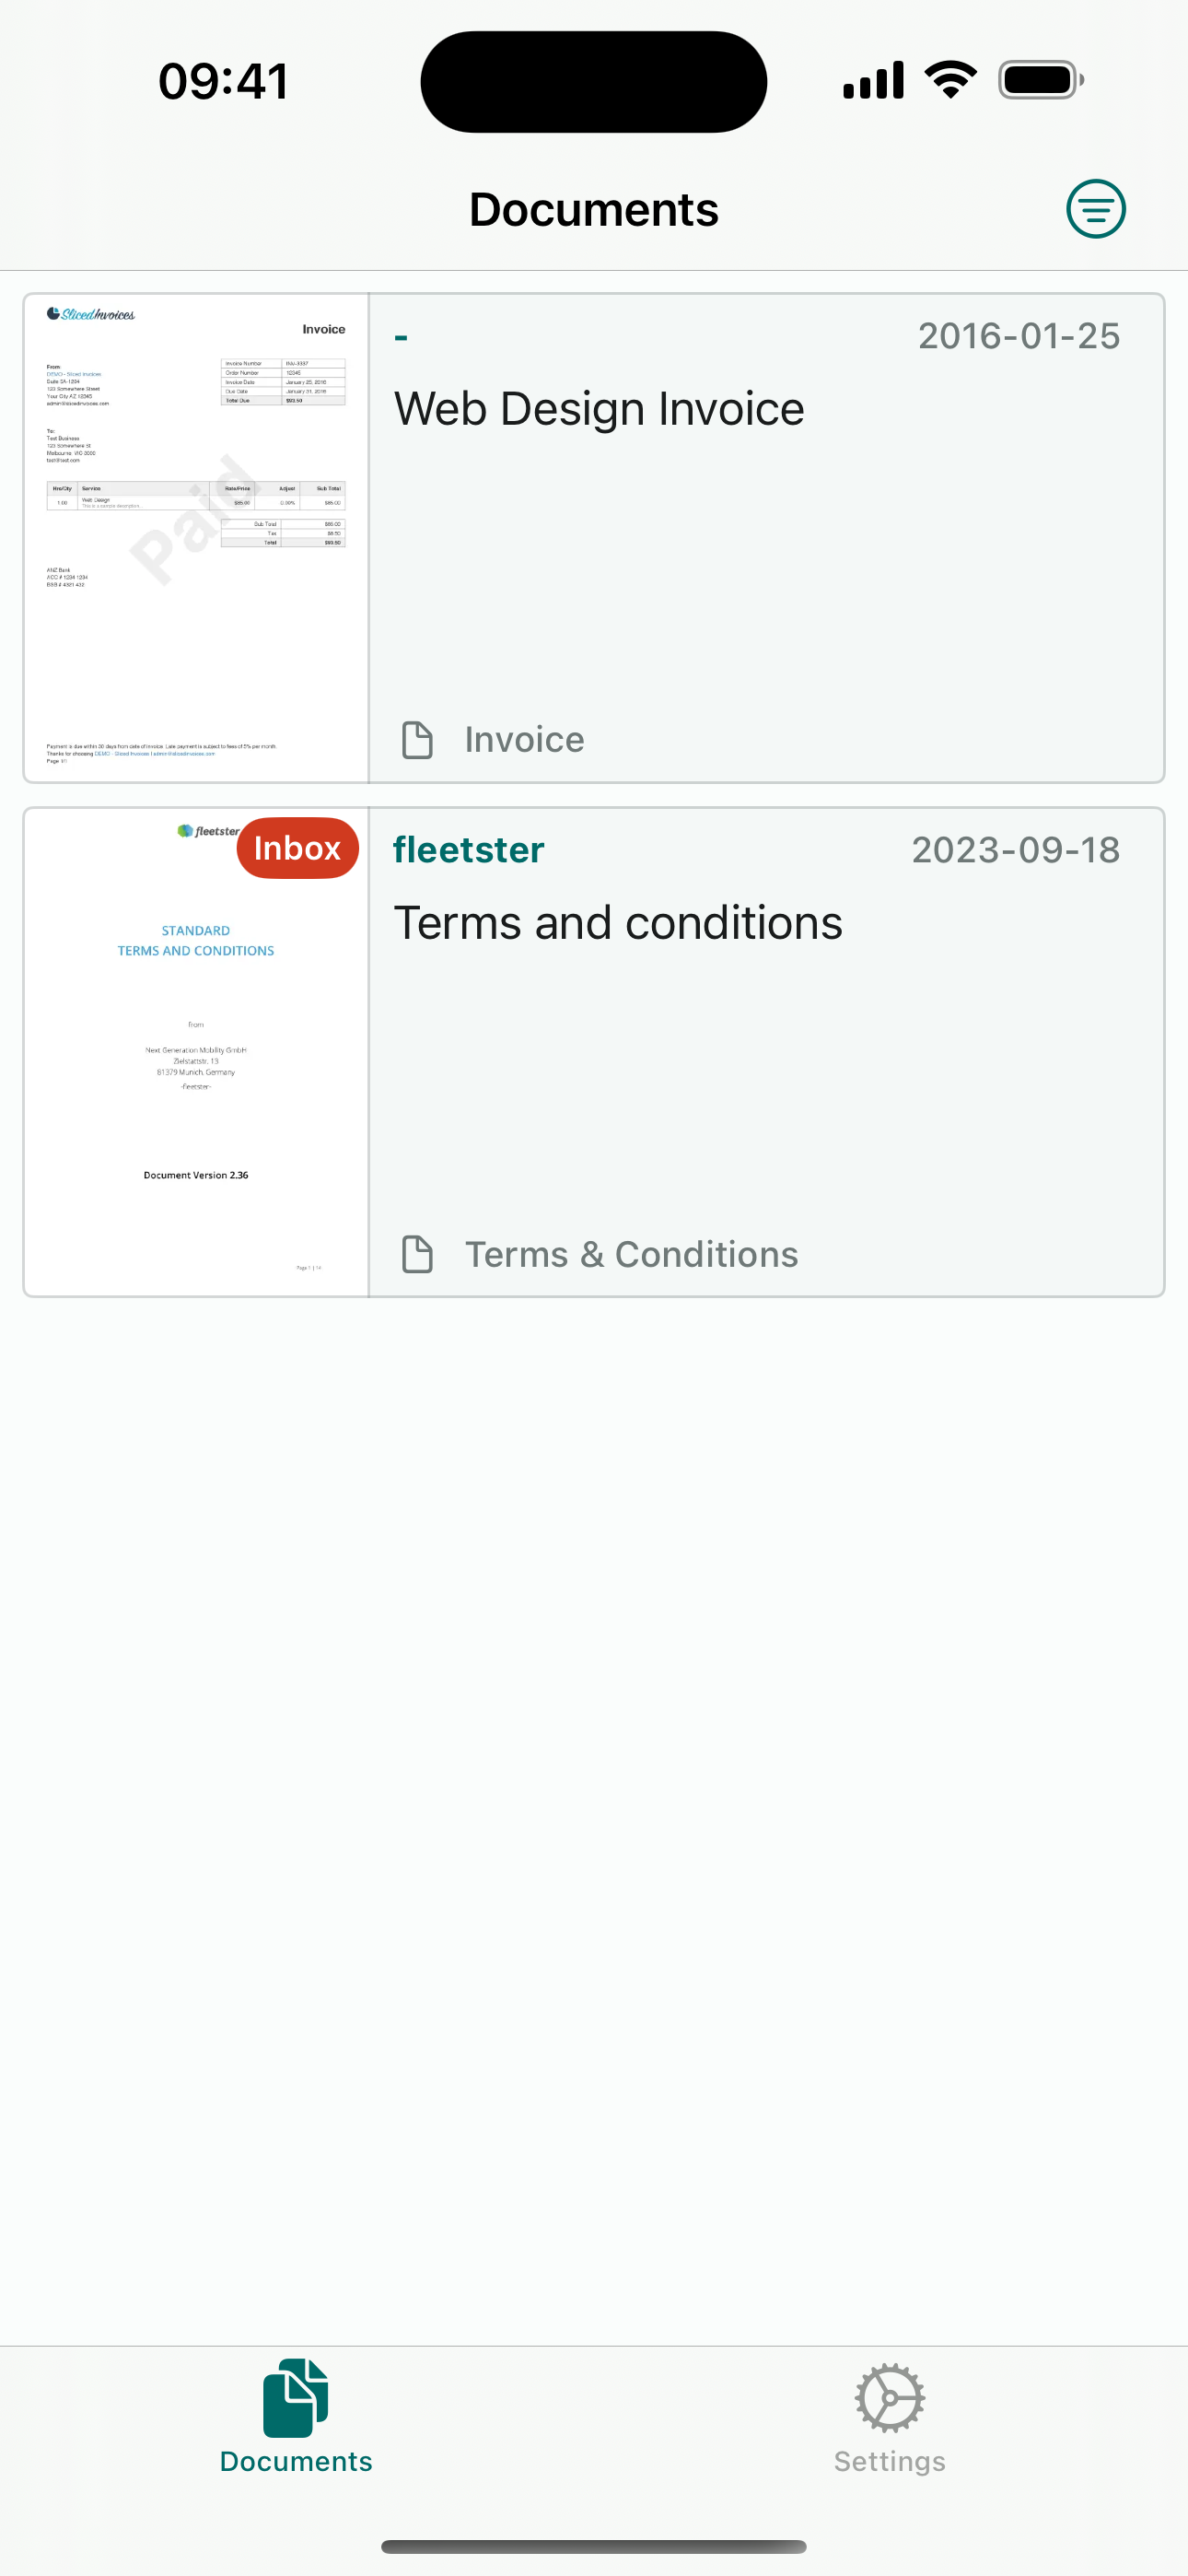 09:41
Documents
SlicedInvoices
Invoice
From:
DEMO - Sliced Invoices
Suite 5A-1204
123 Somewhere Street
Your City AZ 12345
admin@slicedinvoices.com
Invoice Number INV-3337
Order Number 12345
Invoice Date January 25, 2016
Due Date January 31, 2016
Total Due $93.50
To:
Test Business
123 Somewhere St
Melbourne, VIC 3000
test@test.com
Hrs/Qty Service Rate/Price Adjust Sub Total
1.00 Web Design $85.00 0.00% $85.00
This is a sample description...
Sub Total $85.00
Tax $8.50
Total $93.50
Paid
ANZ Bank
ACC # 1234 1234
BSB # 4321 432
Payment is due within 30 days from date of invoice. Late payment is subject to fees of 5% per month.
Thanks for choosing DEMO - Sliced Invoices | admin@slicedinvoices.com
Page 1/1
- 2016-01-25
Web Design Invoice
Invoice
fleetster
Inbox
STANDARD
TERMS AND CONDITIONS
from
Next Generation Mobility GmbH
Zielstattstr. 13
81379 Munich, Germany
-fleetster-
Document Version 2.36
Page 1 | 14
fleetster 2023-09-18
Terms and conditions
Terms & Conditions
Documents
Settings